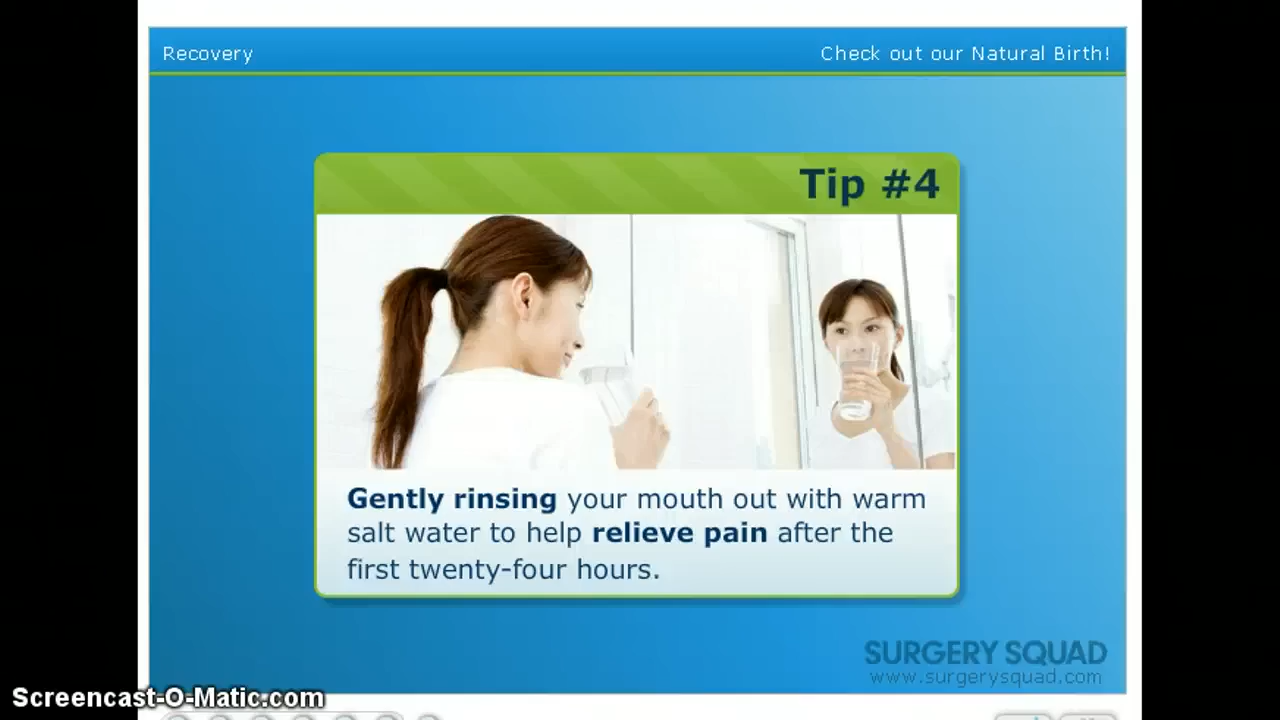 Recovery
Check out our Natural Birth!
Tip #4
Gently rinsing your mouth out with warm
salt water to help relieve pain after the
first twenty-four hours.
SURGERY SQUAD
www.surgerysquad.com
Screencast-O-Matic.com